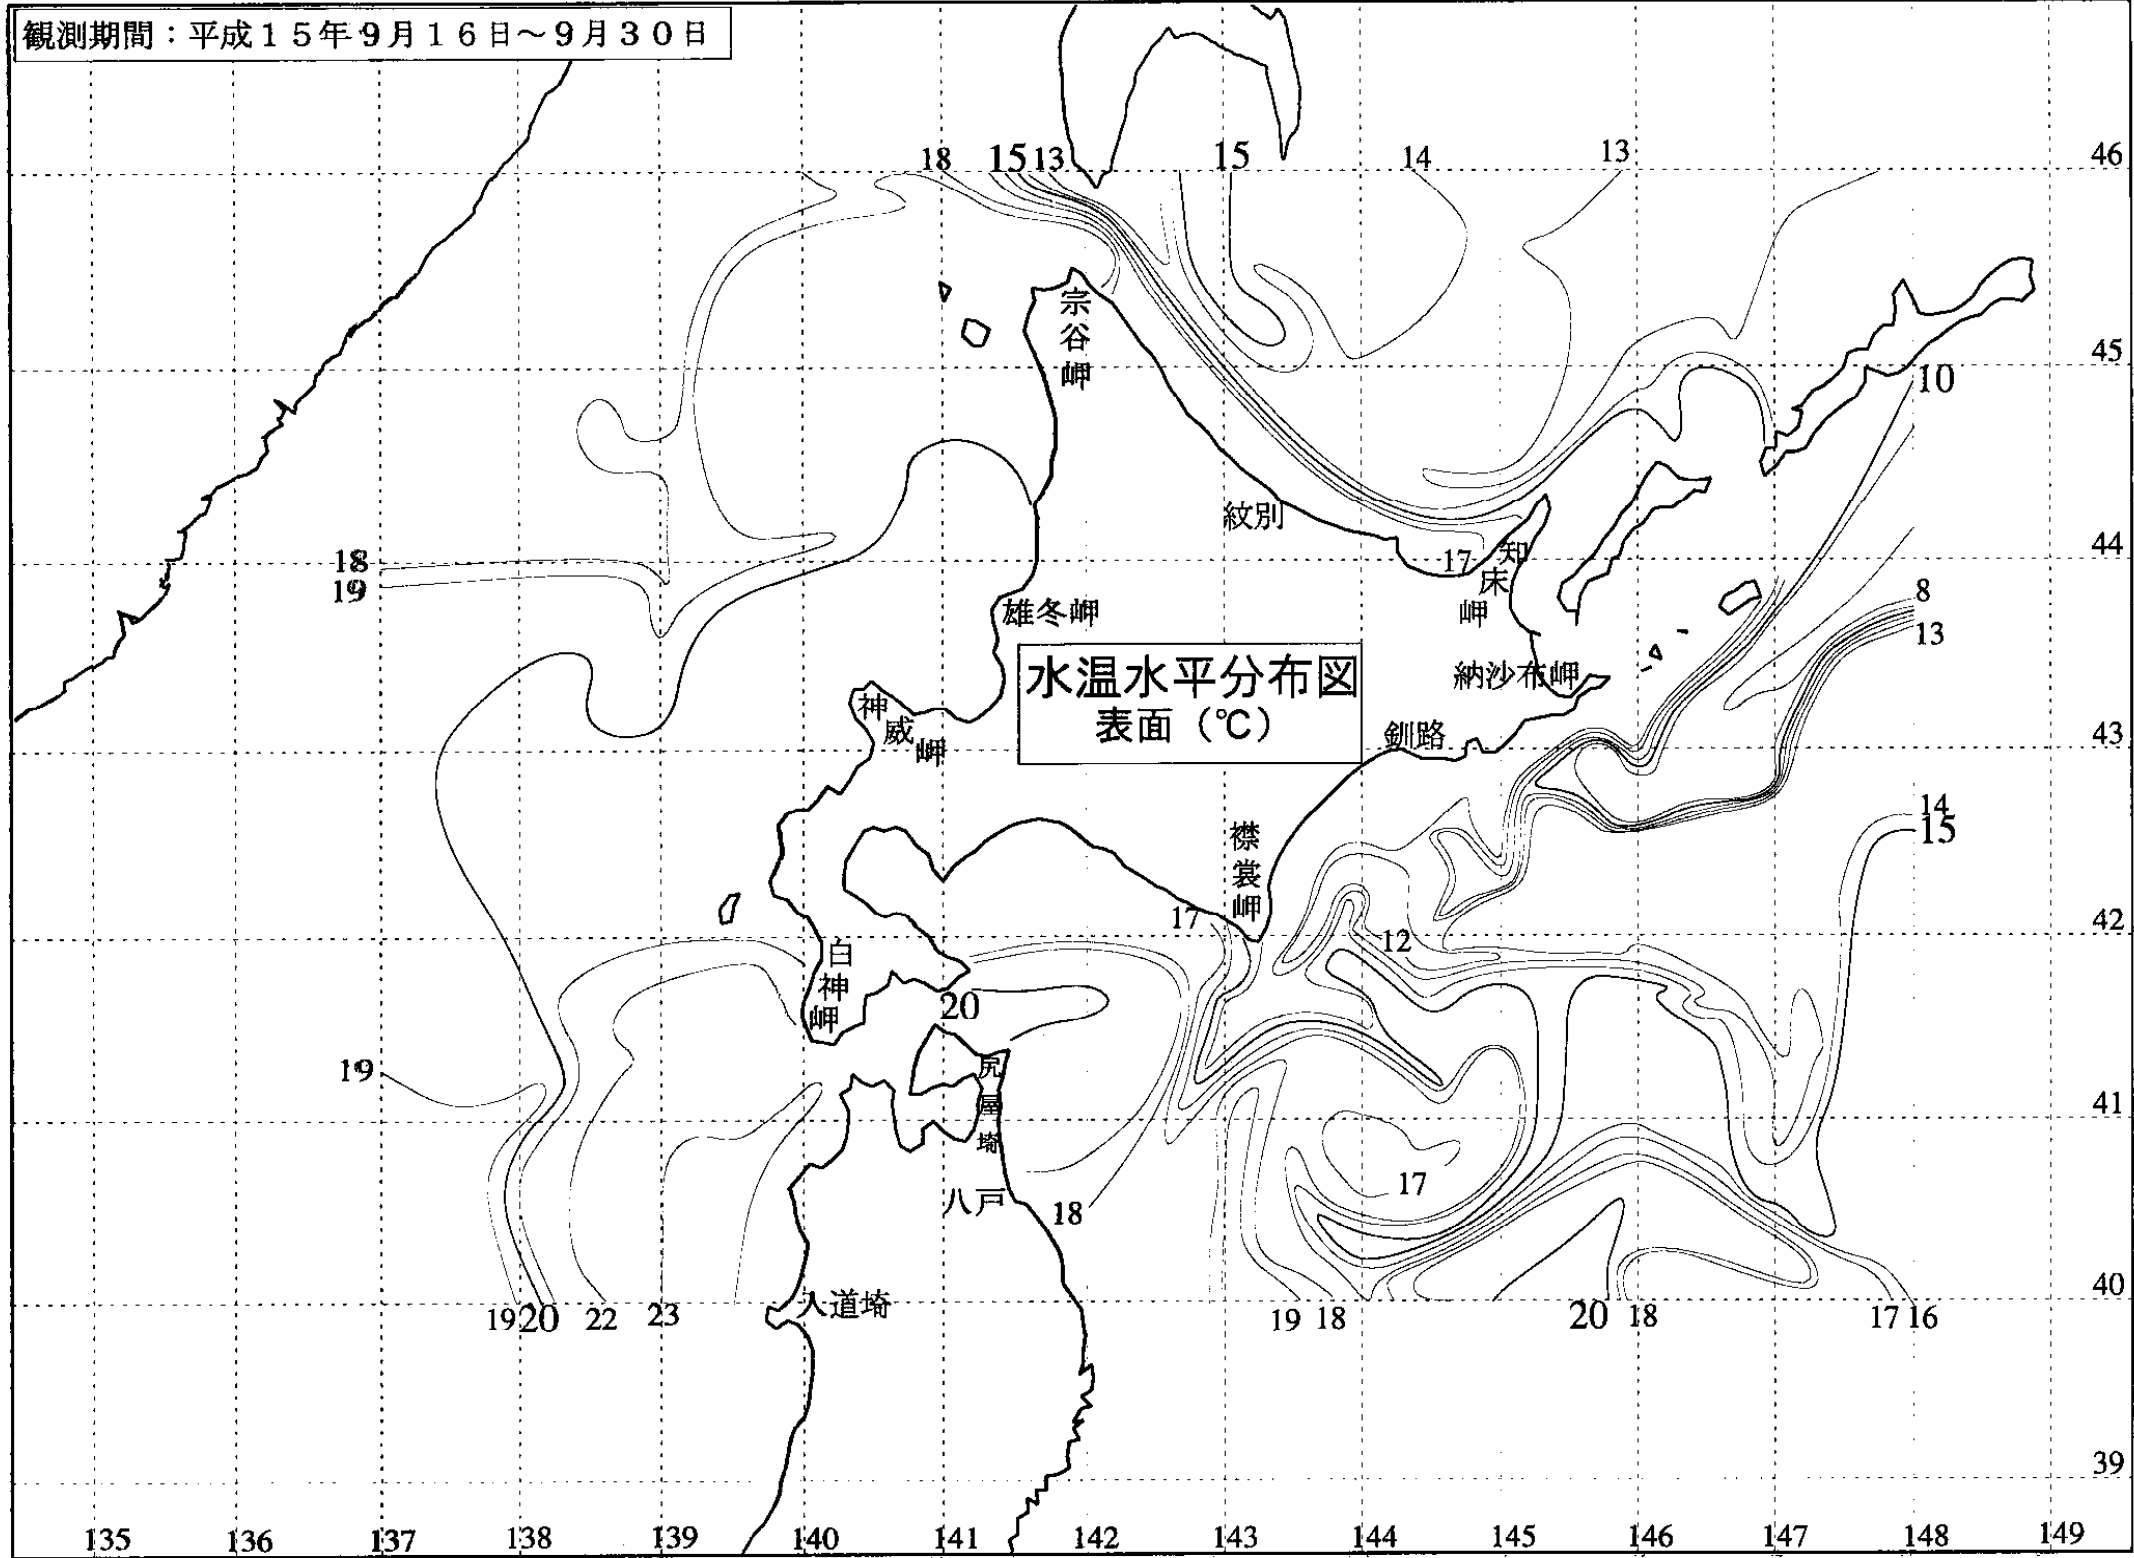 観測期間：平成１５年９月１６日～９月３０日
18 15 13 15 14 13 46
宗谷岬
45
10
紋別
44
18
17
知床岬
19
8
雄冬岬
13
水温水平分布図
表面（℃）
納沙布岬
神威岬
釧路
43
14
15
襟裳岬
17
42
12
白神岬
20
19
尻屋埼
41
17
八戸
18
入道埼
40
19 20 22 23 19 18 20 18 17 16
39
135 136 137 138 139 140 141 142 143 144 145 146 147 148 149